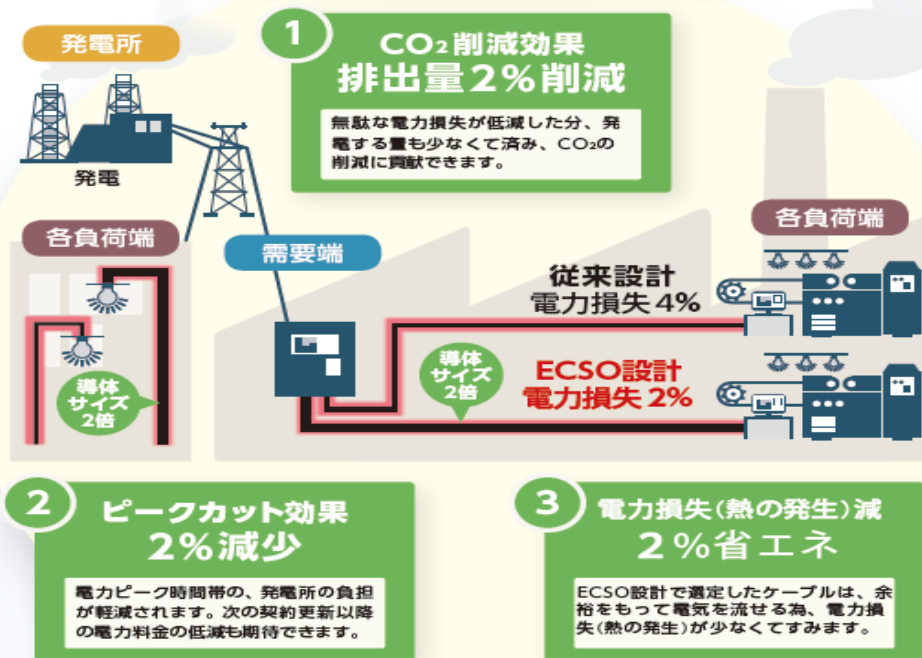 発電所
1
CO₂削減効果
排出量2%削減
無駄な電力損失が低減した分、発
電する量も少なくて済み、CO₂の
削減に貢献できます。
発電
各負荷端
需要端
各負荷端
従来設計
電力損失4%
導体
サイズ
2倍
ECSO設計
電力損失2%
導体
サイズ
2倍
2
ピークカット効果
2%減少
電力ピーク時間帯の、発電所の負担
が軽減されます。次の契約更新以降
の電力料金の低減も期待できます。
3
電力損失(熱の発生)減
2%省エネ
ECSO設計で選定したケーブルは、余
裕をもって電気を流せる為、電力損
失(熱の発生)が少なくてすみます。